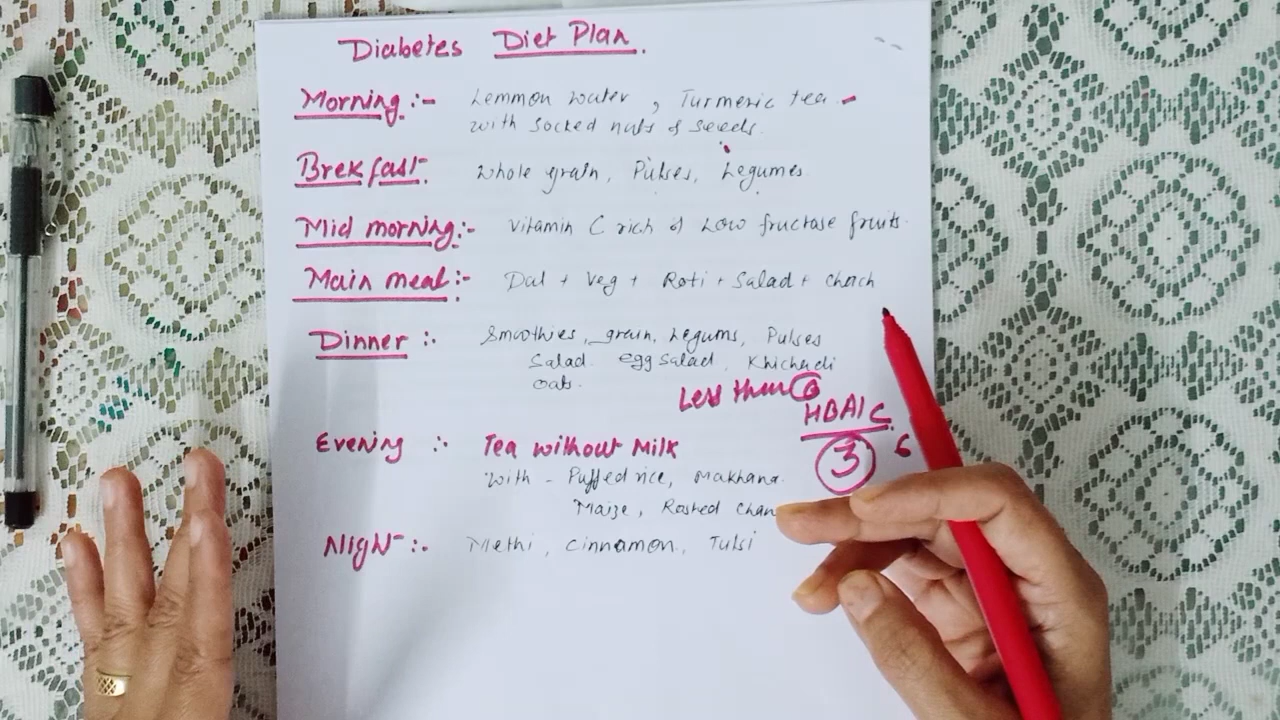 Diabetes Diet Plan.
Morning :- Lemmon water, Turmeric tea -
with Socked nuts & seeds.
Brekfast Whole grain, Pulses, Legumes.
Mid morning :- Vitamin C rich & Low fructose fruits.
Main meal :- Dal + Veg + Roti + Salad + Chach
Dinner :- Smoothies, grain, Legums, Pulses
Salad. egg salad, Khichadi
oats.
Less than 6
HBA1C
3 6
Evening :- Tea without Milk
With - Puffed rice, Makhana.
Maize, Roshed Chan
Night :- Methi, Cinnamon, Tulsi